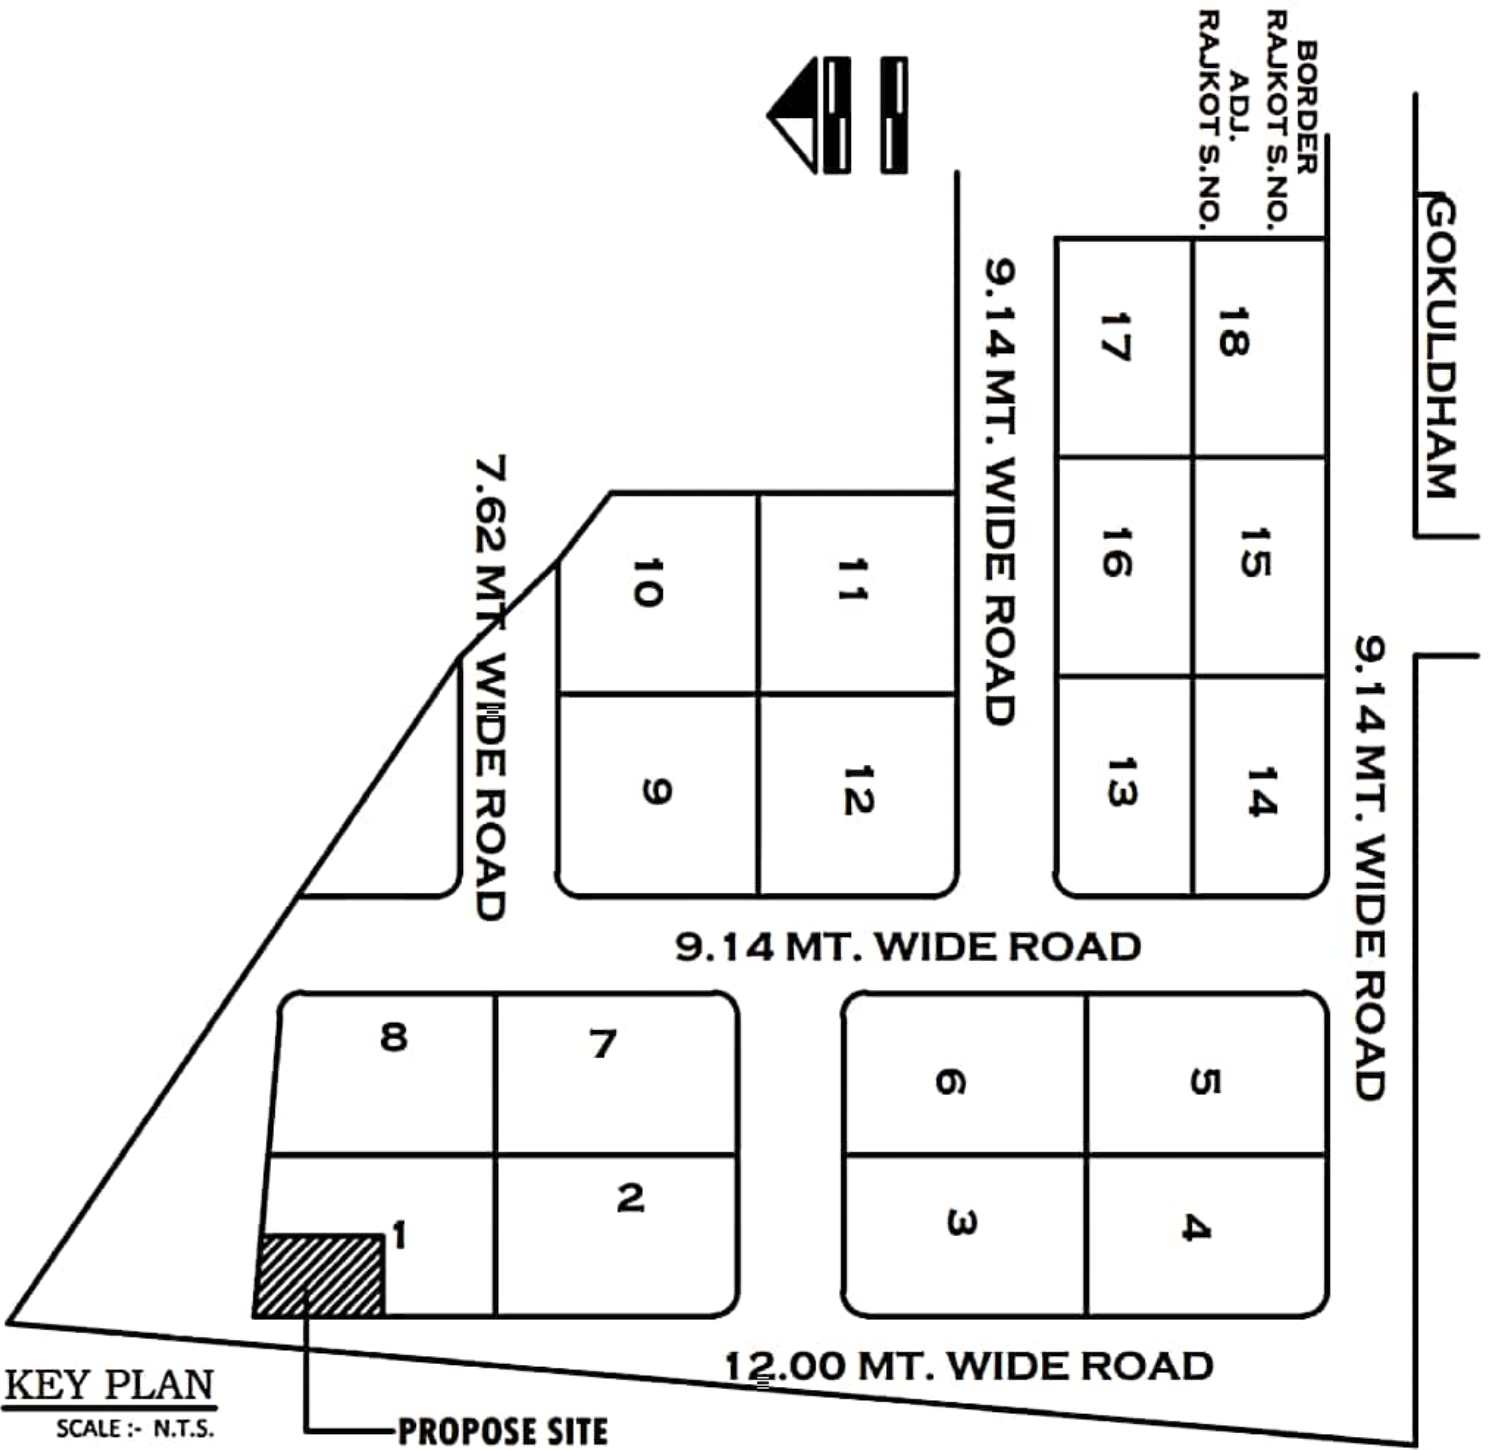 BORDER
RAJKOT S.NO.
ADJ.
RAJKOT S.NO.
GOKULDHAM
9.14 MT. WIDE ROAD
17
18
7.62 MT. WIDE ROAD
16
15
10
11
9.14 MT. WIDE ROAD
9
12
13
14
9.14 MT. WIDE ROAD
8
7
6
5
1
2
3
4
12.00 MT. WIDE ROAD
KEY PLAN
SCALE :- N.T.S.
PROPOSE SITE